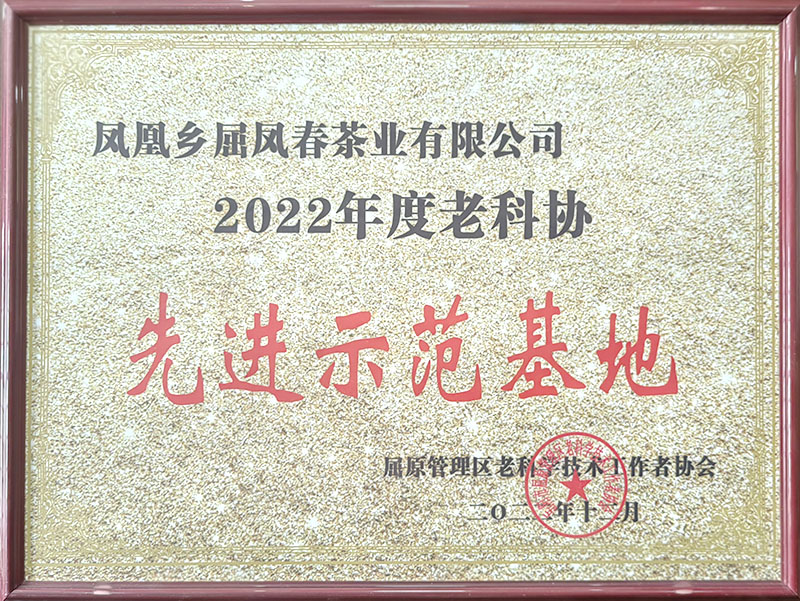 凤凰乡屈凤春茶业有限公司
2022年度老科协
先进示范基地
屈原管理区老科学技术工作者协会
二〇二二年十二月